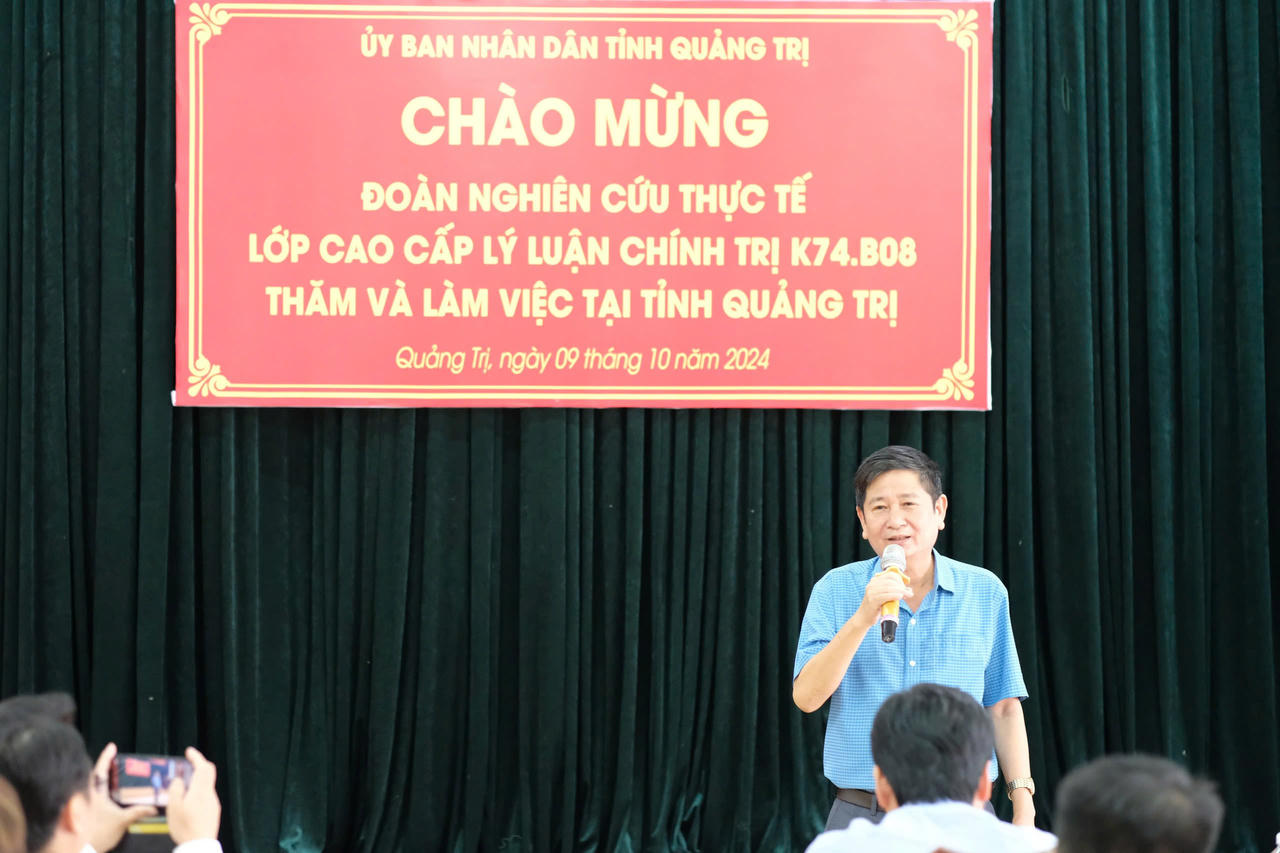 ỦY BAN NHÂN DÂN TỈNH QUẢNG TRỊ
CHÀO MỪNG
ĐOÀN NGHIÊN CỨU THỰC TẾ
LỚP CAO CẤP LÝ LUẬN CHÍNH TRỊ K74.B08
THĂM VÀ LÀM VIỆC TẠI TỈNH QUẢNG TRỊ
Quảng Trị, ngày 09 tháng 10 năm 2024